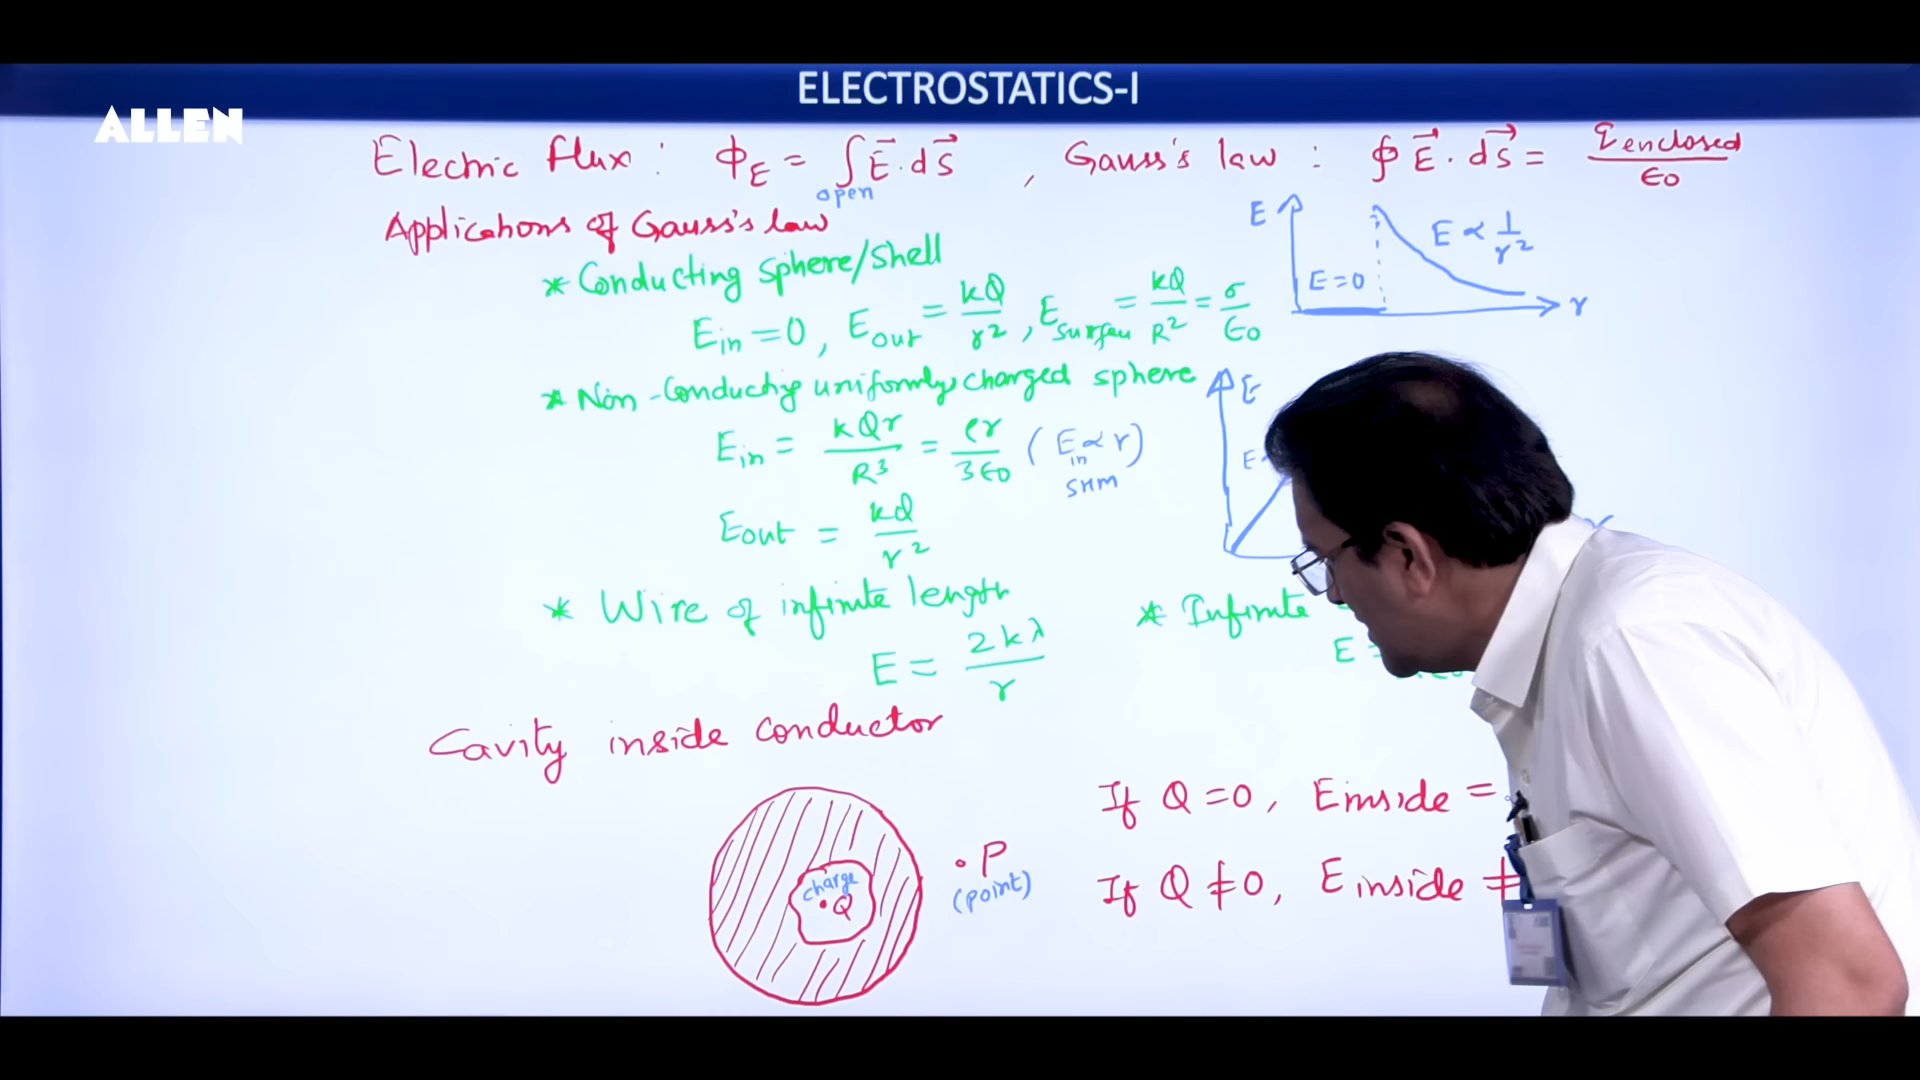 ELECTROSTATICS-I
ALLEN
Electric flux : ΦE = ∫open E⃗.dS⃗ , Gauss's law : ∮ E⃗.dS⃗ = qenclosed/ϵ0
Applications of Gauss's law
* Conducting sphere/shell
Ein = 0, Eout = kQ/r², Esurface = kQ/R² = σ/ϵ0
E
E=0
E ∝ 1/r²
r
* Non-Conducting uniformly charged sphere
E
Ein = kQr/R³ = ρr/3ϵ0 (Ein ∝ r)
SHM
E
Eout = kQ/r²
* Wire of infinite length
E = 2kλ/r
* Infinite
E =
Cavity inside conductor
charge
.Q
.P
(point)
If Q = 0, Einside =
If Q ≠ 0, Einside ≠